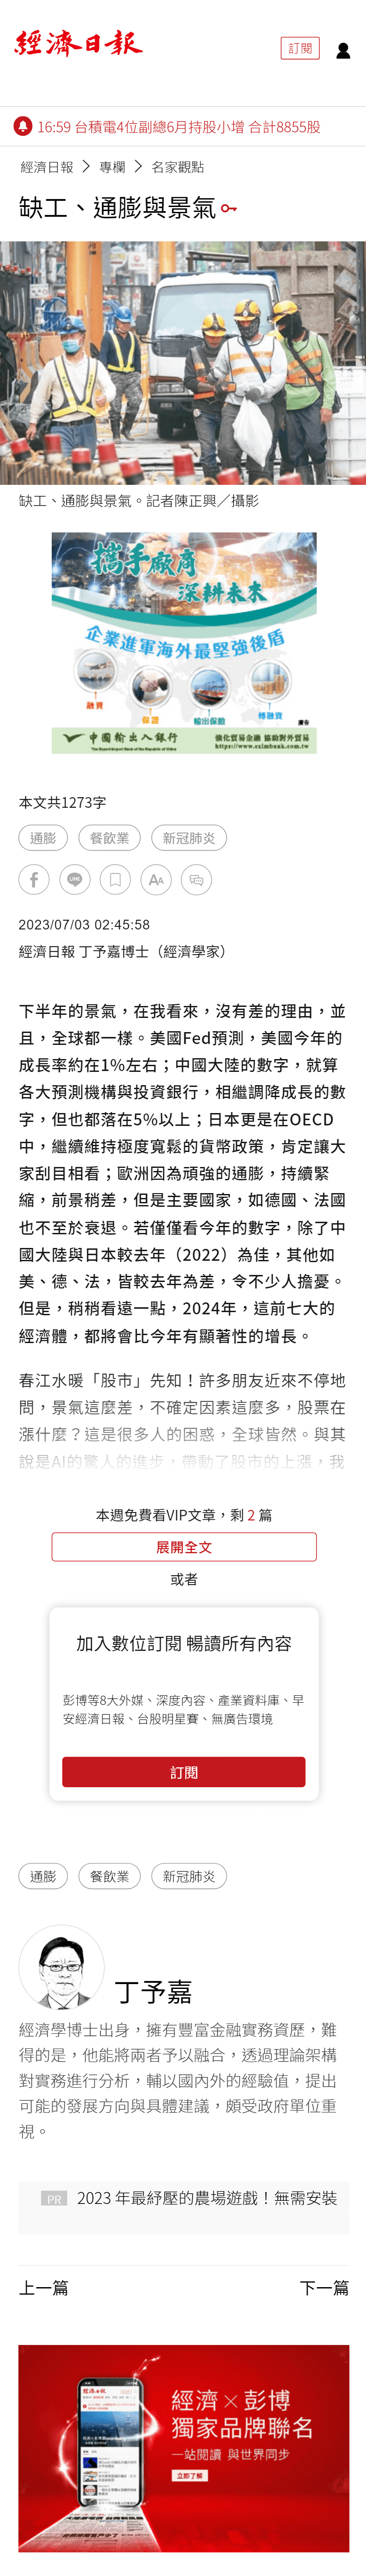 經濟日報
訂閱
16:59 台積電4位副總6月持股小增 合計8855股
經濟日報 > 專欄 > 名家觀點
缺工、通膨與景氣
缺工、通膨與景氣。記者陳正興／攝影
攜手廠商
深耕未來
企業進軍海外最堅強後盾
融資
保證
輸出保險
轉融資
廣告
中國輸出入銀行
The Export-Import Bank of the Republic of China
強化貿易金融 協助對外貿易
https://www.eximbank.com.tw
本文共1273字
通膨
餐飲業
新冠肺炎
LINE
AA
2023/07/03 02:45:58
經濟日報 丁予嘉博士（經濟學家）
下半年的景氣，在我看來，沒有差的理由，並
且，全球都一樣。美國Fed預測，美國今年的
成長率約在1%左右；中國大陸的數字，就算
各大預測機構與投資銀行，相繼調降成長的數
字，但也都落在5%以上；日本更是在OECD
中，繼續維持極度寬鬆的貨幣政策，肯定讓大
家刮目相看；歐洲因為頑強的通膨，持續緊
縮，前景稍差，但是主要國家，如德國、法國
也不至於衰退。若僅僅看今年的數字，除了中
國大陸與日本較去年（2022）為佳，其他如
美、德、法，皆較去年為差，令不少人擔憂。
但是，稍稍看遠一點，2024年，這前七大的
經濟體，都將會比今年有顯著性的增長。
春江水暖「股市」先知！許多朋友近來不停地
問，景氣這麼差，不確定因素這麼多，股票在
漲什麼？這是很多人的困惑，全球皆然。與其
說是AI的驚人的進步，帶動了股市的上漲，我
本週免費看VIP文章，剩 2 篇
展開全文
或者
加入數位訂閱 暢讀所有內容
彭博等8大外媒、深度內容、產業資料庫、早
安經濟日報、台股明星賽、無廣告環境
訂閱
通膨
餐飲業
新冠肺炎
丁予嘉
經濟學博士出身，擁有豐富金融實務資歷，難
得的是，他能將兩者予以融合，透過理論架構
對實務進行分析，輔以國內外的經驗值，提出
可能的發展方向與具體建議，頗受政府單位重
視。
PR 2023 年最紓壓的農場遊戲！無需安裝
上一篇
下一篇
經濟日報
經濟×彭博
獨家品牌聯名
一站閱讀 與世界同步
立即了解